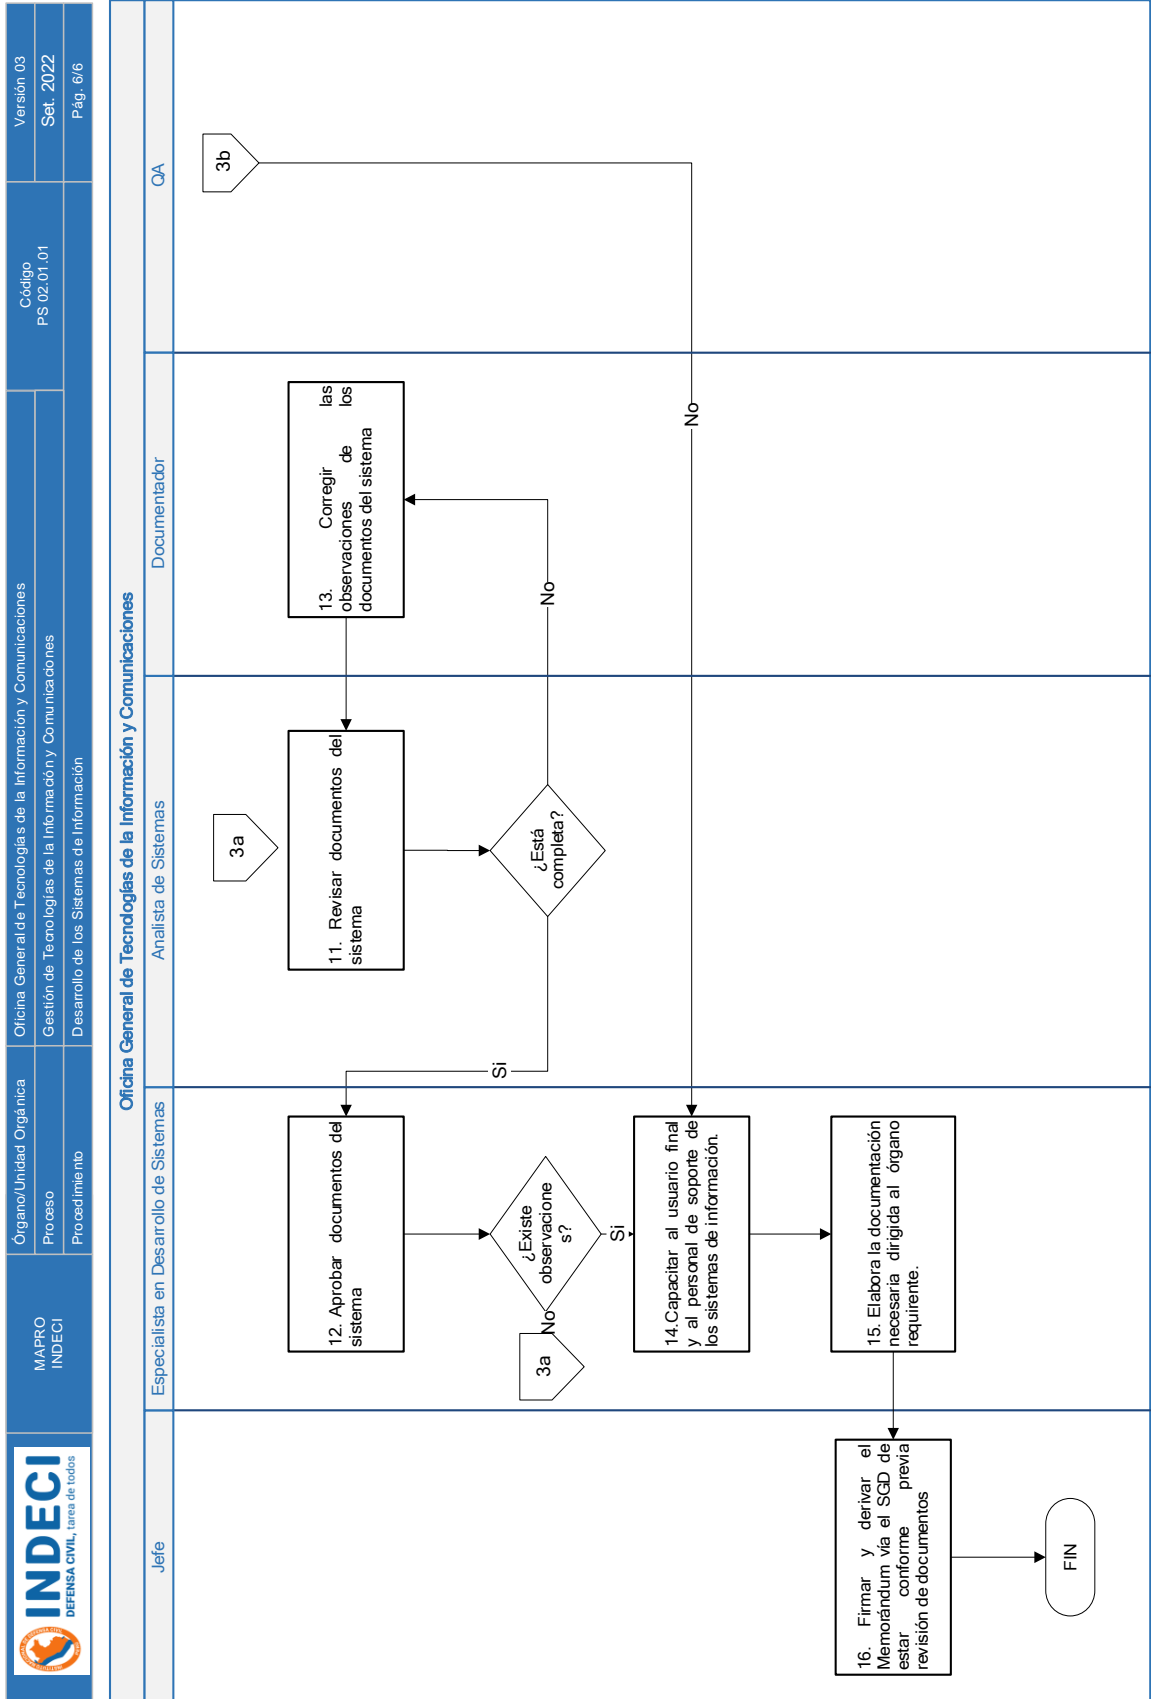 INDECI
DEFENSA CIVIL, tarea de todos
MAPRO
INDECI
Órgano/Unidad Orgánica
Oficina General de Tecnologías de la Información y Comunicaciones
Código
PS 02.01.01
Versión 03
Proceso
Gestión de Tecnologías de la Información y Comunicaciones
Set. 2022
Procedimiento
Desarrollo de los Sistemas de Información
Pág. 6/6
Oficina General de Tecnologías de la Información y Comunicaciones
Jefe
Especialista en Desarrollo de Sistemas
Analista de Sistemas
Documentador
QA
3a
3b
12. Aprobar documentos del
sistema
11. Revisar documentos del
sistema
13. Corregir las
observaciones de los
documentos del sistema
Si
No
¿Existe
observacione
s?
¿Está
completa?
No
3a
Si
No
14.Capacitar al usuario final
y al personal de soporte de
los sistemas de información.
15. Elabora la documentación
necesaria dirigida al órgano
requirente.
16. Firmar y derivar el
Memorándum vía el SGD de
estar conforme previa
revisión de documentos
FIN